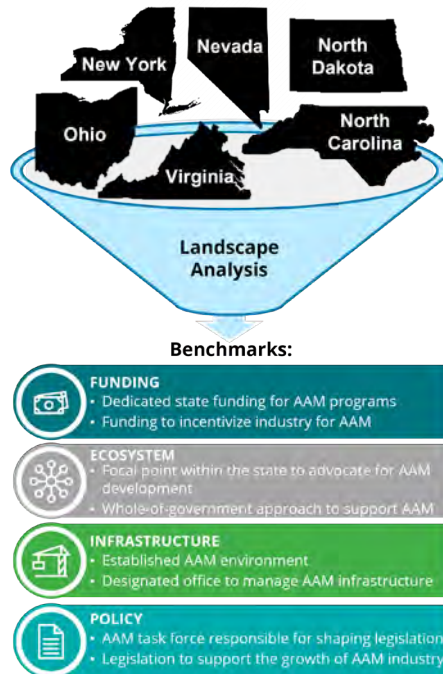 New York
Nevada
North
Dakota
Ohio
Virginia
North
Carolina
Landscape
Analysis
Benchmarks:
FUNDING
• Dedicated state funding for AAM programs
• Funding to incentivize industry for AAM
ECOSYSTEM
• Focal point within the state to advocate for AAM
development
• Whole-of-government approach to support AAM
INFRASTRUCTURE
• Established AAM environment
• Designated office to manage AAM infrastructure
POLICY
• AAM task force responsible for shaping legislation
• Legislation to support the growth of AAM industry